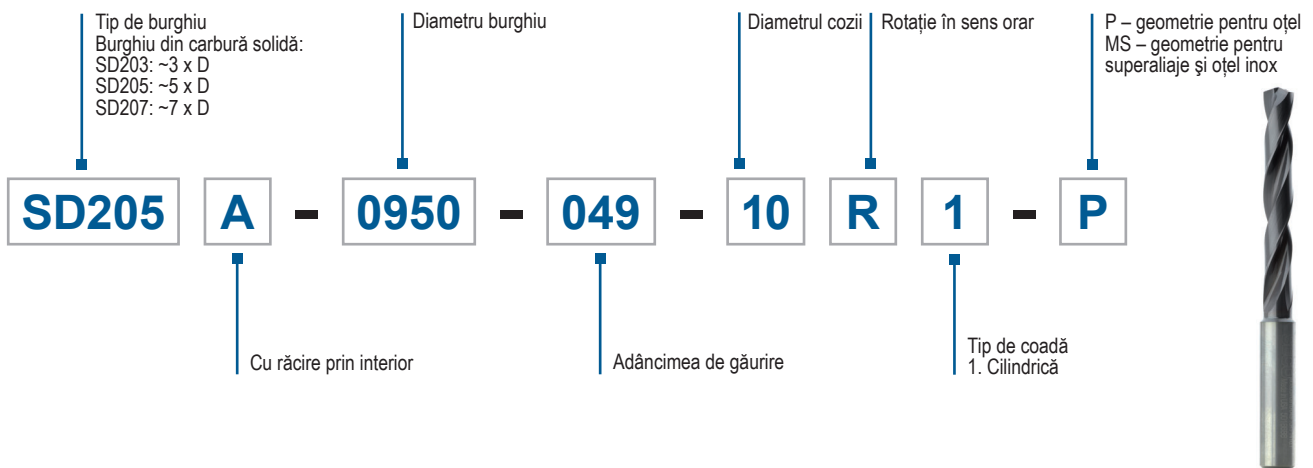 Tip de burghiu
Burghiu din carbură solidă:
SD203: ~3 x D
SD205: ~5 x D
SD207: ~7 x D
Diametru burghiu
Diametrul cozii
Rotație în sens orar
P – geometrie pentru oțel
MS – geometrie pentru
superaliaje şi oțel inox
SD205 A - 0950 - 049 - 10 R 1 - P
Cu răcire prin interior
Adâncimea de găurire
Tip de coadă
1. Cilindrică